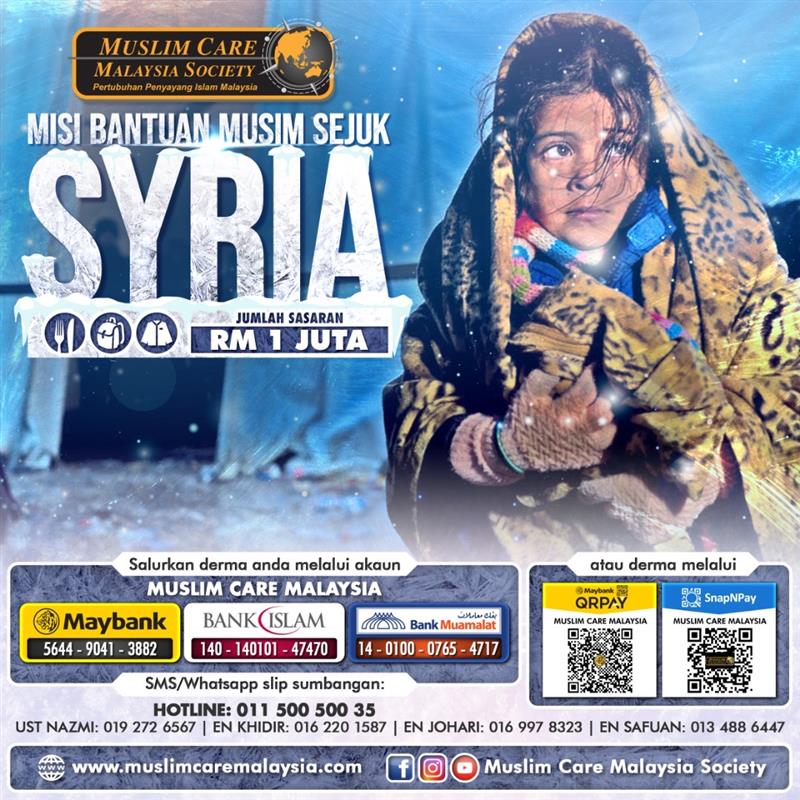 MUSLIM CARE
MALAYSIA SOCIETY
Pertubuhan Penyayang Islam Malaysia
MISI BANTUAN MUSIM SEJUK
SYRIA
JUMLAH SASARAN
RM 1 JUTA
Salurkan derma anda melalui akaun
MUSLIM CARE MALAYSIA
Maybank
5644 - 9041 - 3882
BANK ISLAM
140 - 140101 - 47470
بنك معاملات
Bank Muamalat
14 - 0100 - 0765 - 4717
atau derma melalui
Maybank
QRPAY
MUSLIM CARE MALAYSIA
SnapNPay
MUSLIM CARE MALAYSIA
SMS/Whatsapp slip sumbangan:
HOTLINE: 011 500 500 35
UST NAZMI: 019 272 6567 | EN KHIDIR: 016 220 1587 | EN JOHARI: 016 997 8323 | EN SAFUAN: 013 488 6447
www.muslimcaremalaysia.com
Muslim Care Malaysia Society